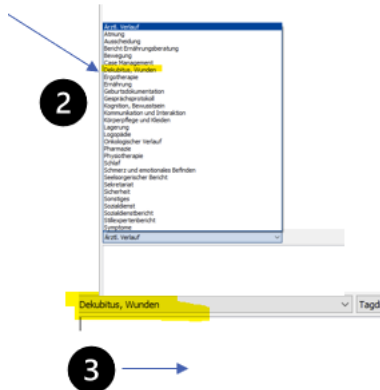 Ärztl. Verlauf
Atmung
Ausscheidung
Bericht Ernährungsberatung
Bewegung
Case Management
Dekubitus, Wunden
Ergotherapie
Ernährung
Geburtsdokumentation
Gesprächsprotokoll
Kognition, Bewusstsein
Kommunikation und Interaktion
Körperpflege und Kleiden
Lagerung
Logopädie
Onkologischer Verlauf
Pharmazie
Physiotherapie
Schlaf
Schmerz und emotionales Befinden
Seelsorgerischer Bericht
Sekretariat
Sicherheit
Sonstiges
Sozialdienst
Sozialdienstbericht
Stillexpertenbericht
Symptome
Ärztl. Verlauf
2
Dekubitus, Wunden
Tagd
3